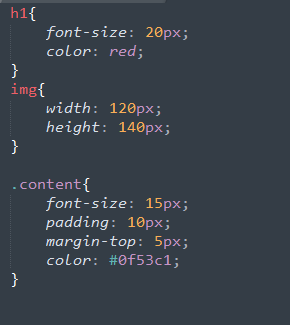 h1{
    font-size: 20px;
    color: red;
}
img{
    width: 120px;
    height: 140px;
}

.content{
    font-size: 15px;
    padding: 10px;
    margin-top: 5px;
    color: #0f53c1;
}